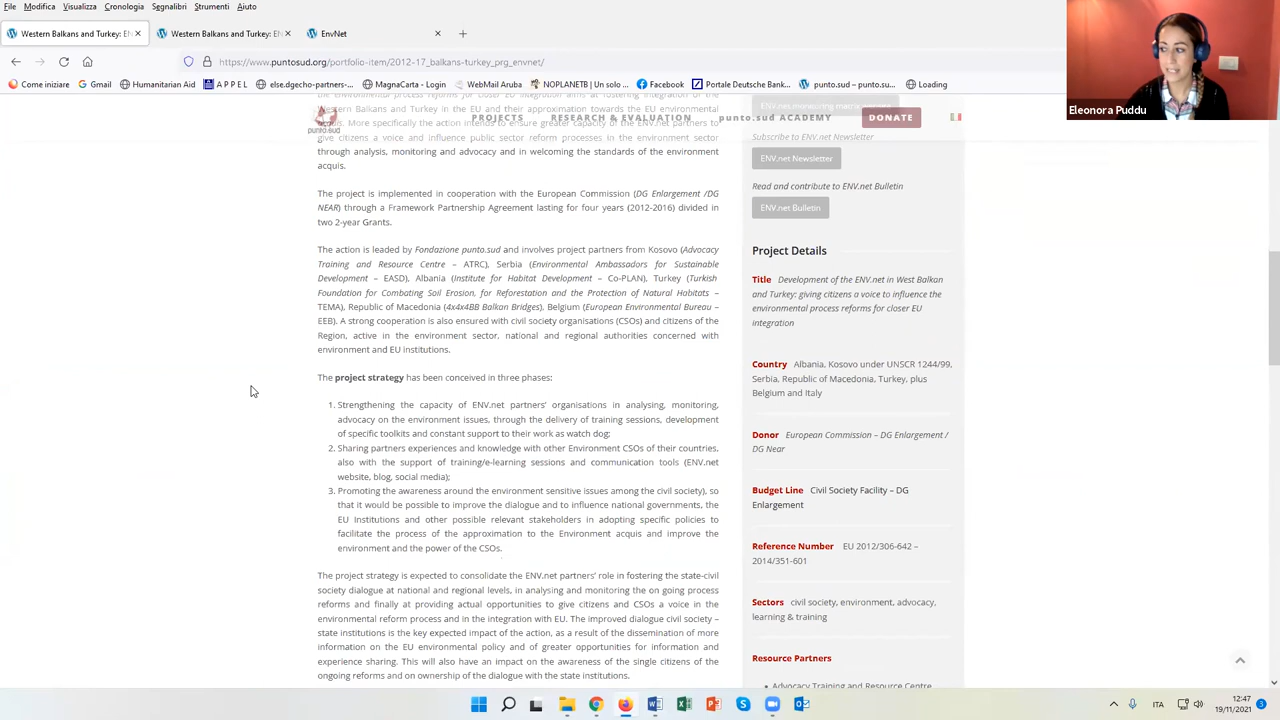 File Modifica Visualizza Cronologia Segnalibri Strumenti Aiuto
Western Balkans and Turkey: EN
Western Balkans and Turkey: EN
EnvNet
https://www.puntosud.org/portfolio-item/2012-17_balkans-turkey_prg_envnet/
Come iniziare Gmail Humanitarian Aid A P P E L else.dgecho-project... MagnaCarta - Linkion WebMail Aruba NOPLANETB | Un solo ... Facebook Portale Deutsche Bank... punto.sud – punto.su... Loading
Eleonora Puddu
punto.sud
PROJECTS RESEARCH & EVALUATION punto.sud ACADEMY DONATE
Western Balkans and Turkey in the EU and their approximation towards the EU environmental
policies. More specifically the action intends to ensure greater capacity of the ENV.net partners to
give citizens a voice and influence public sector reform processes in the environment sector
through analysis, monitoring and advocacy and in welcoming the standards of the environment
acquis.
The project is implemented in cooperation with the European Commission (DG Enlargement /DG
NEAR) through a Framework Partnership Agreement lasting for four years (2012-2016) divided in
two 2-year Grants.
The action is leaded by Fondazione punto.sud and involves project partners from Kosovo (Advocacy
Training and Resource Centre – ATRC), Serbia (Environmental Ambassadors for Sustainable
Development – EASD), Albania (Institute for Habitat Development – Co-PLAN), Turkey (Turkish
Foundation for Combating Soil Erosion, for Reforestation and the Protection of Natural Habitats –
TEMA), Republic of Macedonia (4x4x4BB Balkan Bridges), Belgium (European Environmental Bureau –
EEB). A strong cooperation is also ensured with civil society organisations (CSOs) and citizens of the
Region, active in the environment sector, national and regional authorities concerned with
environment and EU Institutions.
The project strategy has been conceived in three phases:
1. Strengthening the capacity of ENV.net partners' organisations in analysing, monitoring,
advocacy on the environment issues, through the delivery of training sessions, development
of specific toolkits and constant support to their work as watch dog;
2. Sharing partners experiences and knowledge with other Environment CSOs of their countries,
also with the support of training/e-learning sessions and communication tools (ENV.net
website, blog, social media);
3. Promoting the awareness around the environment sensitive issues among the civil society), so
that it would be possible to improve the dialogue and to influence national governments, the
EU Institutions and other possible relevant stakeholders in adopting specific policies to
facilitate the process of the approximation to the Environment acquis and improve the
environment and the power of the CSOs.
The project strategy is expected to consolidate the ENV.net partners' role in fostering the state-civil
society dialogue at national and regional levels, in analysing and monitoring the on going process
reforms and finally at providing actual opportunities to give citizens and CSOs a voice in the
environmental reform process and in the integration with EU. The improved dialogue civil society –
state institutions is the key expected impact of the action, as a result of the dissemination of more
information on the EU environmental policy and of greater opportunities for information and
experience sharing. This will also have an impact on the awareness of the single citizens of the
ongoing reforms and on ownership of the dialogue with the state institutions.
Subscribe to ENV.net Newsletter
ENV.net Newsletter
Read and contribute to ENV.net Bulletin
ENV.net Bulletin
Project Details
Title Development of the ENV.net in West Balkan
and Turkey: giving citizens a voice to influence the
environmental process reforms for closer EU
integration
Country Albania, Kosovo under UNSCR 1244/99,
Serbia, Republic of Macedonia, Turkey, plus
Belgium and Italy
Donor European Commission – DG Enlargement /
DG Near
Budget Line Civil Society Facility – DG
Enlargement
Reference Number EU 2012/306-642 –
2014/351-601
Sectors civil society, environment, advocacy,
learning & training
Resource Partners
Advocacy Training and Resource Centre
ITA
12:47
19/11/2021
3